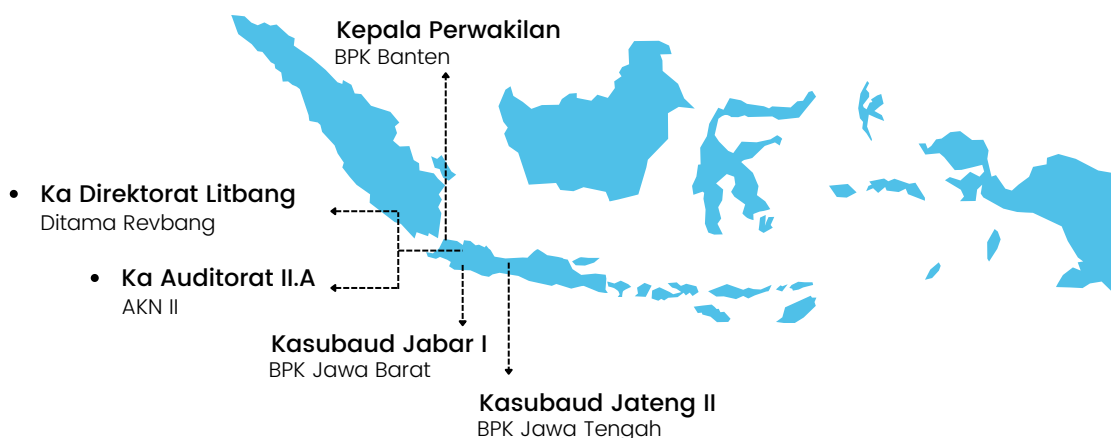 Kepala Perwakilan
BPK Banten
• Ka Direktorat Litbang
Ditama Revbang
• Ka Auditorat II.A
AKN II
Kasubaud Jabar I
BPK Jawa Barat
Kasubaud Jateng II
BPK Jawa Tengah